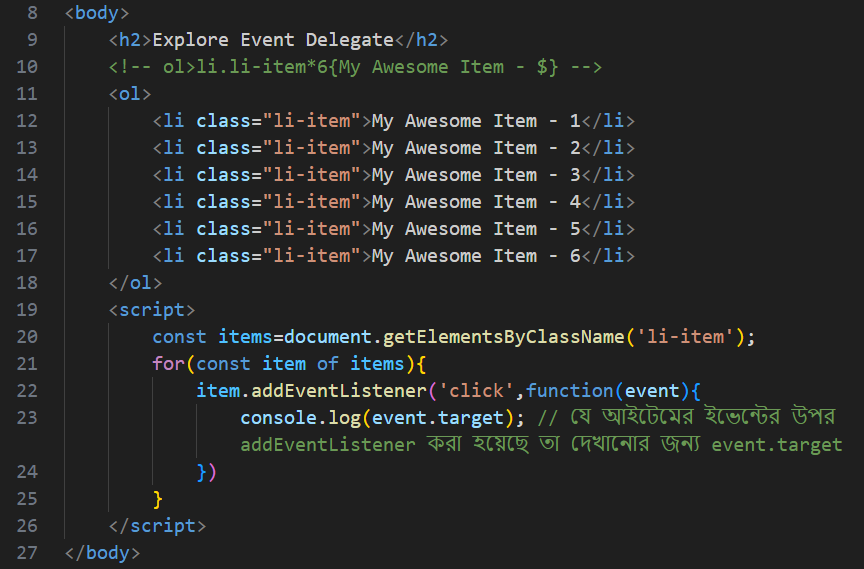 8 <body>
9 <h2>Explore Event Delegate</h2>
10 <!-- ol>li.li-item*6{My Awesome Item - $} -->
11 <ol>
12 <li class="li-item">My Awesome Item - 1</li>
13 <li class="li-item">My Awesome Item - 2</li>
14 <li class="li-item">My Awesome Item - 3</li>
15 <li class="li-item">My Awesome Item - 4</li>
16 <li class="li-item">My Awesome Item - 5</li>
17 <li class="li-item">My Awesome Item - 6</li>
18 </ol>
19 <script>
20 const items=document.getElementsByClassName('li-item');
21 for(const item of items){
22 item.addEventListener('click',function(event){
23 console.log(event.target); // যে আইটেমের ইভেন্টের উপর
addEventListener করা হয়েছে তা দেখানোর জন্য event.target
24 })
25 }
26 </script>
27 </body>